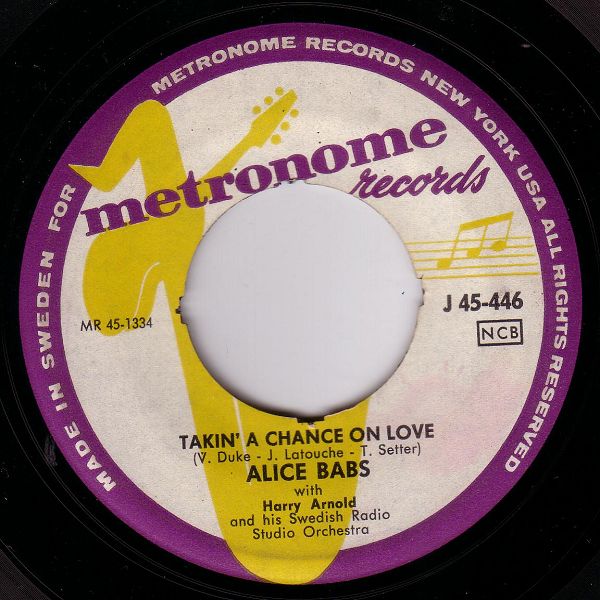 MADE IN SWEDEN FOR METRONOME RECORDS NEW YORK USA ALL RIGHTS RESERVED
metronome
records
J 45-446
MR 45-1334
NCB
TAKIN' A CHANCE ON LOVE
(V. Duke - J. Latouche - T. Setter)
ALICE BABS
with
Harry Arnold
and his Swedish Radio
Studio Orchestra